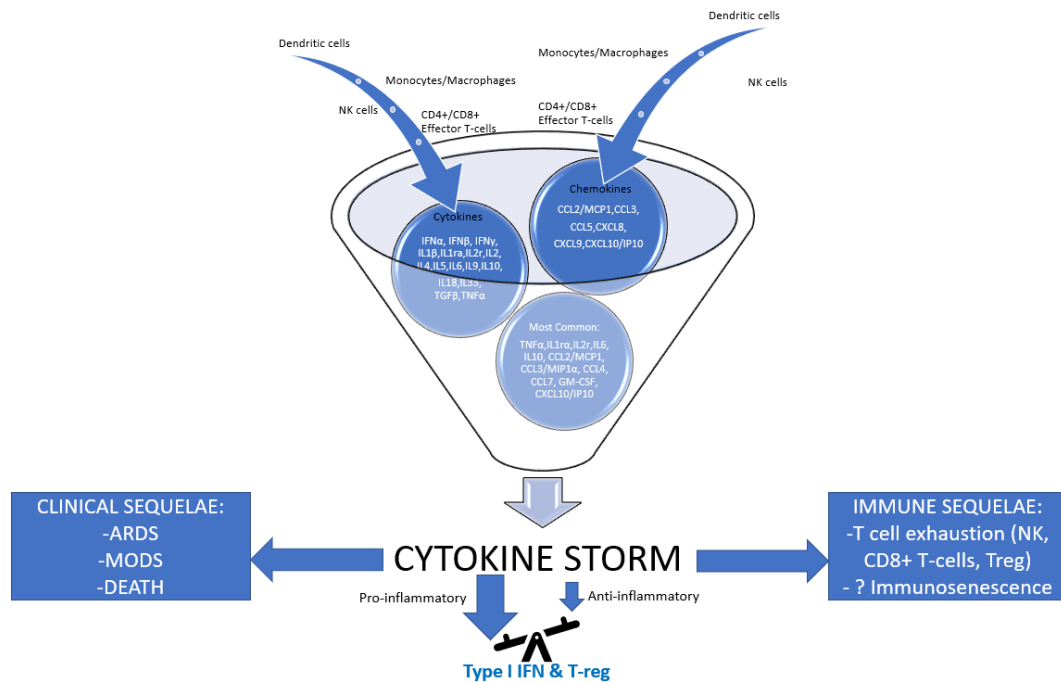 Dendritic cells
Monocytes/Macrophages
NK cells
CD4+/CD8+
Effector T-cells
Dendritic cells
Monocytes/Macrophages
NK cells
CD4+/CD8+
Effector T-cells
Cytokines
IFNα, IFNβ, IFNγ,
IL1β,IL1ra,IL2r,IL2,
IL4,IL5,IL6,IL9,IL10,
IL18,IL33,
TGFβ,TNFα
Chemokines
CCL2/MCP1,CCL3,
CCL5,CXCL8,
CXCL9,CXCL10/IP10
Most Common:
TNFα,IL1rα,IL2r,IL6,
IL10, CCL2/MCP1,
CCL3/MIP1α, CCL4,
CCL7, GM-CSF,
CXCL10/IP10
CLINICAL SEQUELAE:
-ARDS
-MODS
-DEATH
CYTOKINE STORM
IMMUNE SEQUELAE:
-T cell exhaustion (NK,
CD8+ T-cells, Treg)
- ? Immunosenescence
Pro-inflammatory
Anti-inflammatory
Type I IFN & T-reg